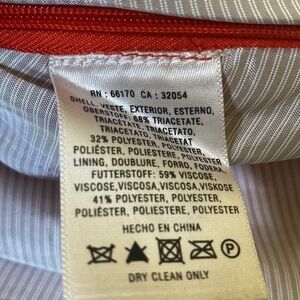 RN : 66170 CA : 32054
SHELL, VESTE, EXTERIOR, ESTERNO,
OBERSTOFF: 68% TRIACETATE,
TRIACETATE, TRIACETATO,
TRIACETATO, TRIACETAT
32% POLYESTER, POLYESTER,
POLIÉSTER, POLIESTERE, POLYESTER
LINING, DOUBLURE, FORRO, FODERA,
FUTTERSTOFF: 59% VISCOSE,
VISCOSE,VISCOSA,VISCOSA,VISKOSE
41% POLYESTER, POLYESTER,
POLIÉSTER, POLIESTERE, POLYESTER
HECHO EN CHINA
P
DRY CLEAN ONLY